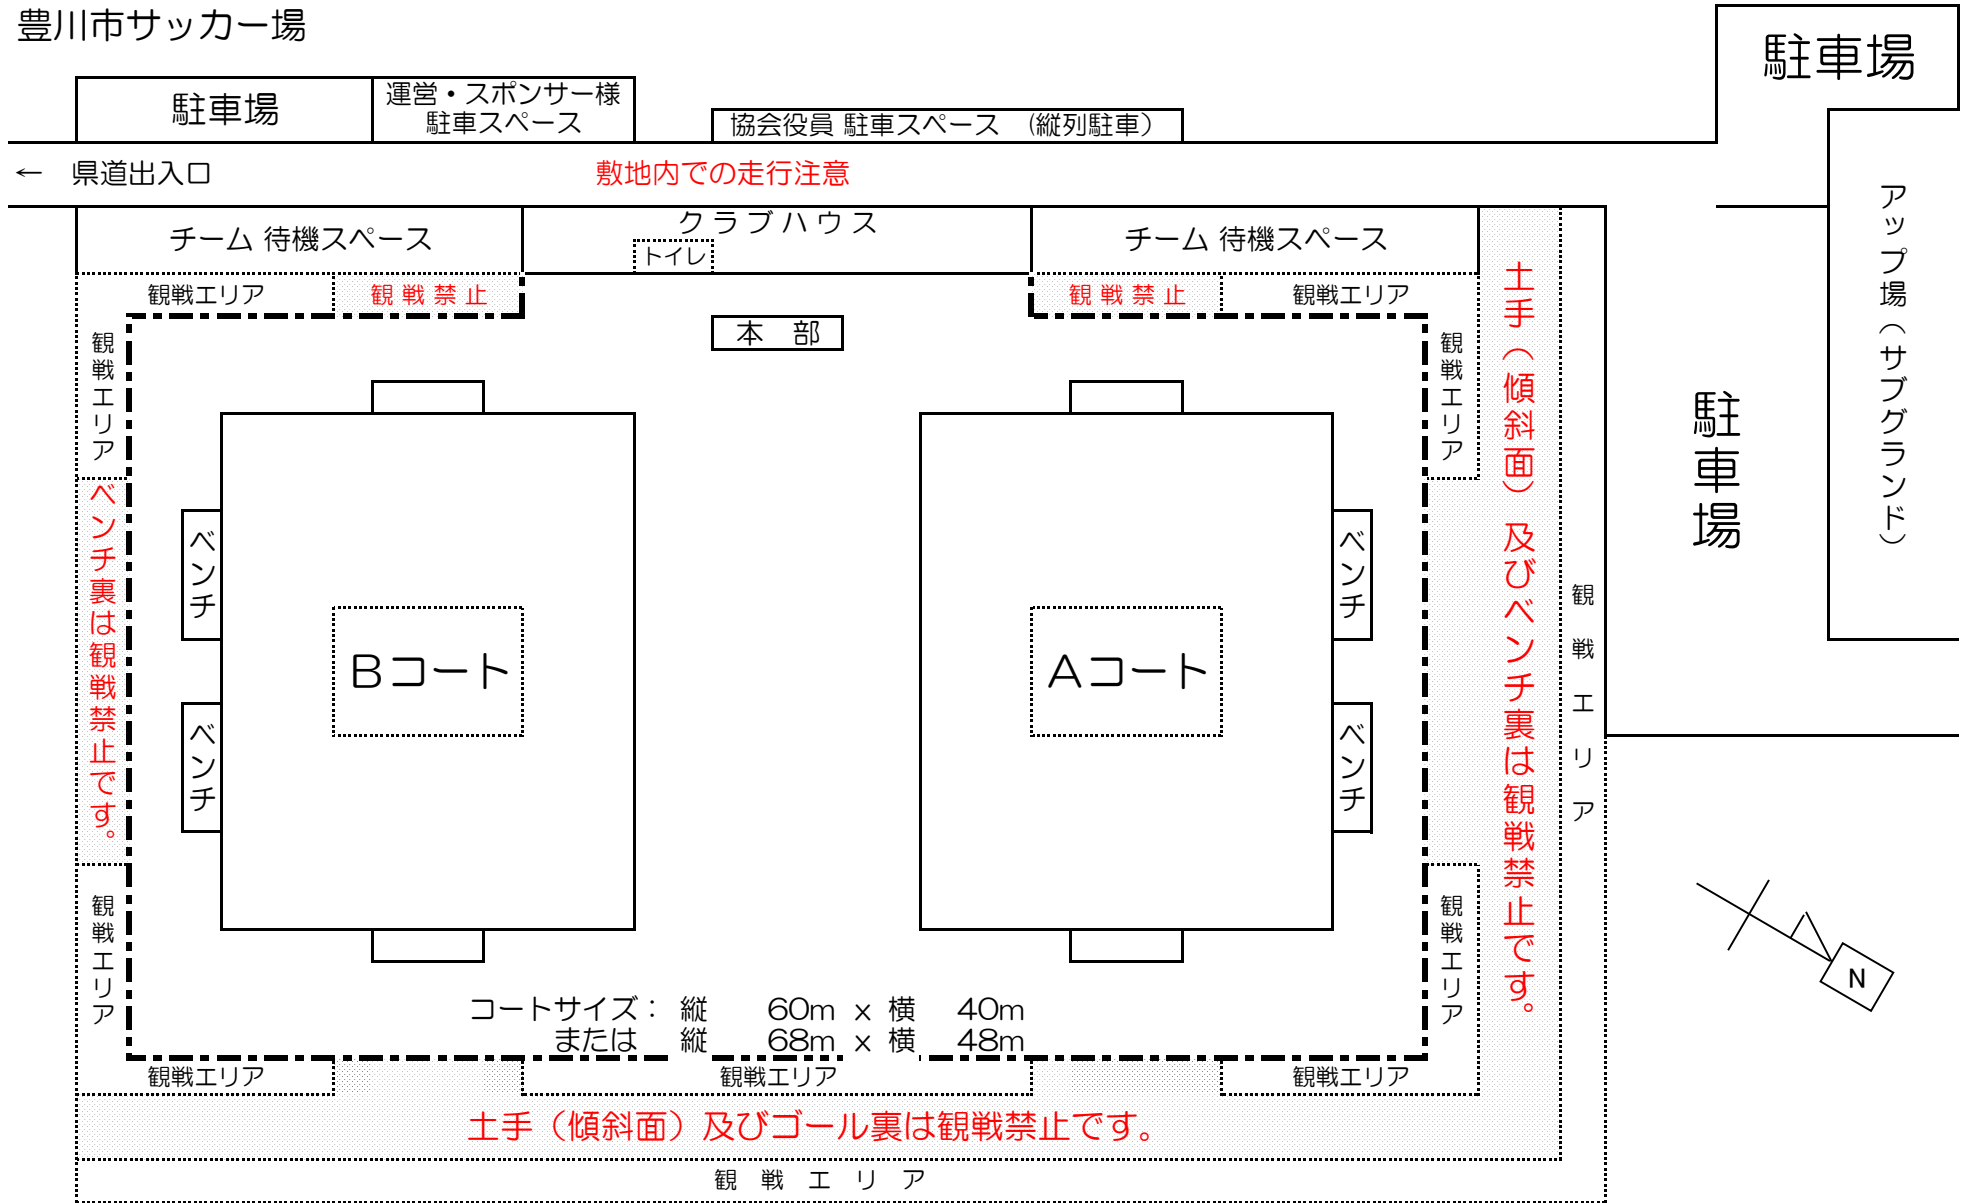 豊川市サッカー場
駐車場
駐車場
運営・スポンサー様
駐車スペース
協会役員 駐車スペース （縦列駐車）
← 県道出入口
敷地内での走行注意
チーム 待機スペース
クラブハウス
トイレ
チーム 待機スペース
観戦エリア
観戦禁止
観戦禁止
観戦エリア
本 部
観戦エリア
ベンチ裏は観戦禁止です。
観戦エリア
ベンチ
ベンチ
Bコート
Aコート
ベンチ
ベンチ
観戦エリア
観戦エリア
土手（傾斜面）及びベンチ裏は観戦禁止です。
観戦エリア
駐車場
アップ場（サブグランド）
N
コートサイズ： 縦 60m x 横 40m
または 縦 68m x 横 48m
観戦エリア
観戦エリア
観戦エリア
土手（傾斜面）及びゴール裏は観戦禁止です。
観戦エリア